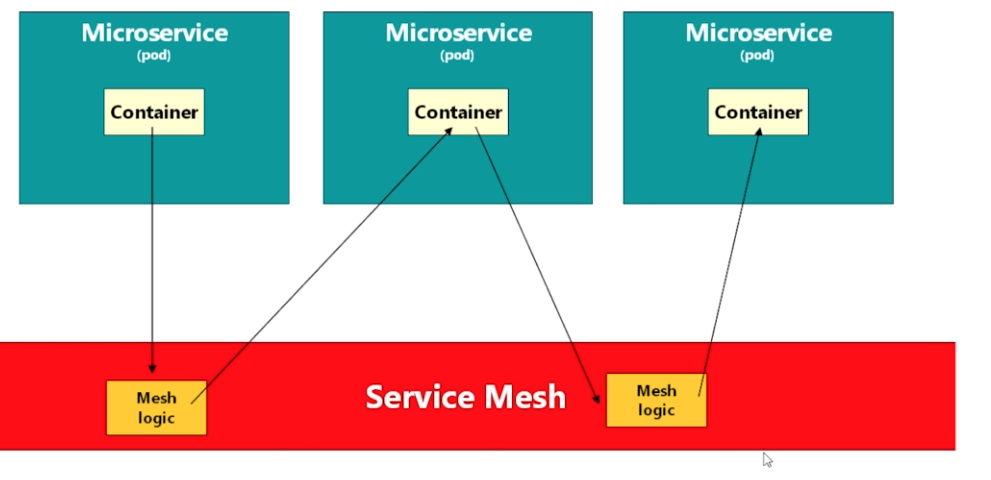 Microservice
(pod)
Container
Microservice
(pod)
Container
Microservice
(pod)
Container
Mesh
logic
Service Mesh
Mesh
logic